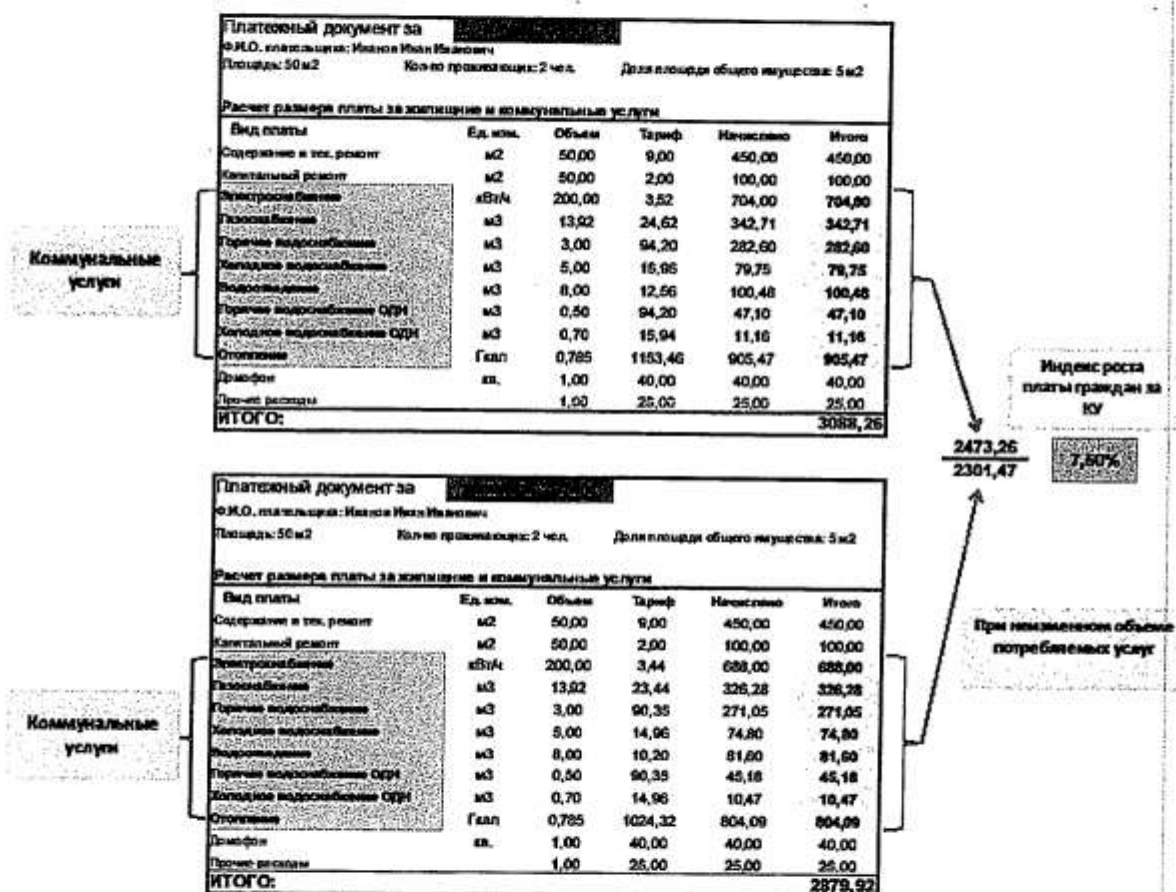 Платежный документ за
Ф.И.О. плательщика: Иванов Иван Иванович
Площадь: 50 м2 Кол-во проживающих: 2 чел. Доля площади общего имущества: 5 м2
Расчет размера платы за жилищные и коммунальные услуги
Вид платы Ед. изм. Объем Тариф Начислено Итого
Содержание и тек. ремонт м2 50,00 9,00 450,00 450,00
Капитальный ремонт м2 50,00 2,00 100,00 100,00
Электроснабжение кВт/ч 200,00 3,52 704,00 704,00
Газоснабжение м3 13,92 24,62 342,71 342,71
Горячее водоснабжение м3 3,00 94,20 282,60 282,60
Холодное водоснабжение м3 5,00 15,95 79,75 79,75
Водоотведение м3 8,00 12,56 100,48 100,48
Горячее водоснабжение ОДН м3 0,50 94,20 47,10 47,10
Холодное водоснабжение ОДН м3 0,70 15,94 11,16 11,16
Отопление Гкал 0,785 1153,46 905,47 905,47
Домофон кв. 1,00 40,00 40,00 40,00
Прочие расходы 1,00 25,00 25,00 25,00
ИТОГО: 3088,26
Коммунальные
услуги
Индекс роста
платы граждан за
КУ
2473,26
2301,47
Платежный документ за
Ф.И.О. плательщика: Иванов Иван Иванович
Площадь: 50 м2 Кол-во проживающих: 2 чел. Доля площади общего имущества: 5 м2
Расчет размера платы за жилищные и коммунальные услуги
Вид платы Ед. изм. Объем Тариф Начислено Итого
Содержание и тек. ремонт м2 50,00 9,00 450,00 450,00
Капитальный ремонт м2 50,00 2,00 100,00 100,00
Электроснабжение кВт/ч 200,00 3,44 688,00 688,00
Газоснабжение м3 13,92 23,44 326,28 326,28
Горячее водоснабжение м3 3,00 90,35 271,05 271,05
Холодное водоснабжение м3 5,00 14,96 74,80 74,80
Водоотведение м3 8,00 10,20 81,60 81,60
Горячее водоснабжение ОДН м3 0,50 90,35 45,18 45,18
Холодное водоснабжение ОДН м3 0,70 14,96 10,47 10,47
Отопление Гкал 0,785 1024,32 804,09 804,09
Домофон кв. 1,00 40,00 40,00 40,00
Прочие расходы 1,00 25,00 25,00 25,00
ИТОГО: 2879,92
Коммунальные
услуги
При неизменном объеме
потребляемых услуг